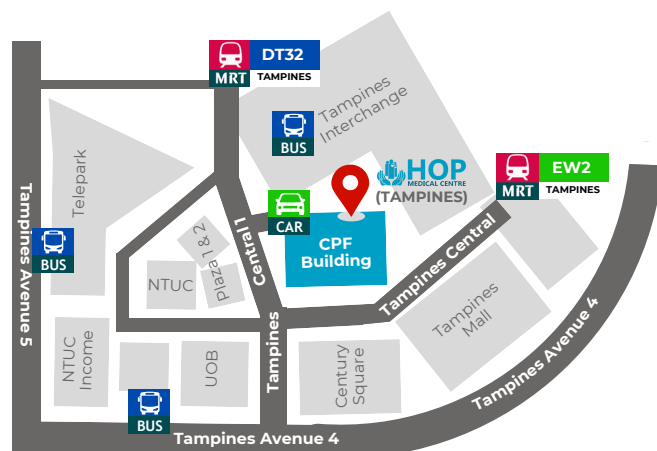 DT32
MRT
TAMPINES
Tampines
Interchange
BUS
Telepark
HOP
MEDICAL CENTRE
(TAMPINES)
EW2
MRT
TAMPINES
CAR
Tampines Avenue 5
BUS
Plaza 1 & 2
Central 1
CPF
Building
Tampines Central
NTUC
Tampines
Mall
Tampines Avenue 4
NTUC
Income
UOB
Tampines
Century
Square
BUS
Tampines Avenue 4